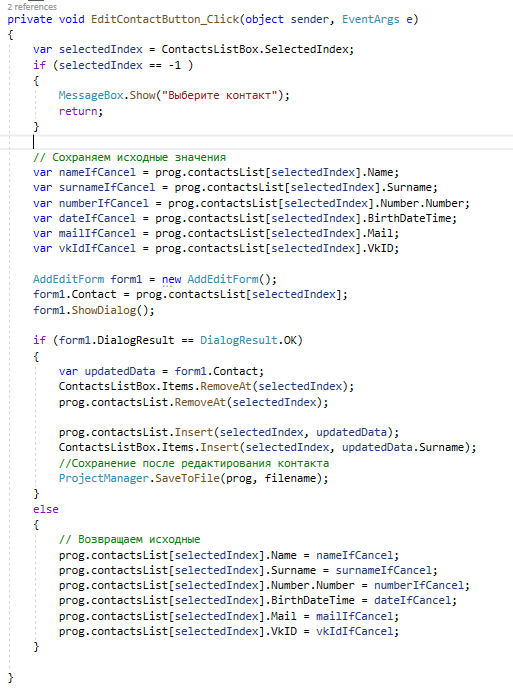 2 references
private void EditContactButton_Click(object sender, EventArgs e)
{
var selectedIndex = ContactsListBox.SelectedIndex;
if (selectedIndex == -1 )
{
MessageBox.Show("Выберите контакт");
return;
}
// Сохраняем исходные значения
var nameIfCancel = prog.contactsList[selectedIndex].Name;
var surnameIfCancel = prog.contactsList[selectedIndex].Surname;
var numberIfCancel = prog.contactsList[selectedIndex].Number.Number;
var dateIfCancel = prog.contactsList[selectedIndex].BirthDateTime;
var mailIfCancel = prog.contactsList[selectedIndex].Mail;
var vkIdIfCancel = prog.contactsList[selectedIndex].VkID;
AddEditForm form1 = new AddEditForm();
form1.Contact = prog.contactsList[selectedIndex];
form1.ShowDialog();
if (form1.DialogResult == DialogResult.OK)
{
var updatedData = form1.Contact;
ContactsListBox.Items.RemoveAt(selectedIndex);
prog.contactsList.RemoveAt(selectedIndex);
prog.contactsList.Insert(selectedIndex, updatedData);
ContactsListBox.Items.Insert(selectedIndex, updatedData.Surname);
//Сохранение после редактирования контакта
ProjectManager.SaveToFile(prog, filename);
}
else
{
// Возвращаем исходные
prog.contactsList[selectedIndex].Name = nameIfCancel;
prog.contactsList[selectedIndex].Surname = surnameIfCancel;
prog.contactsList[selectedIndex].Number.Number = numberIfCancel;
prog.contactsList[selectedIndex].BirthDateTime = dateIfCancel;
prog.contactsList[selectedIndex].Mail = mailIfCancel;
prog.contactsList[selectedIndex].VkID = vkIdIfCancel;
}
}